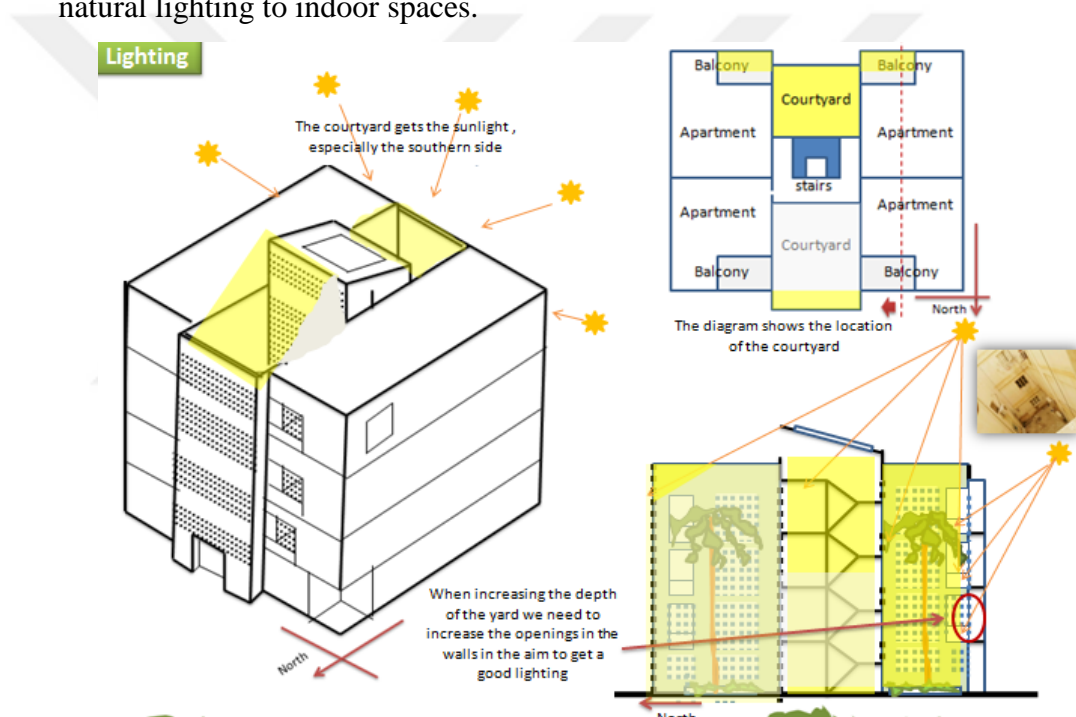 natural lighting to indoor spaces.
Lighting
The courtyard gets the sunlight ,
especially the southern side
Balcony
Balcony
Courtyard
Apartment
Apartment
stairs
Apartment
Apartment
Courtyard
Balcony
Balcony
North
The diagram shows the location
of the courtyard
When increasing the depth
of the yard we need to
increase the openings in the
walls in the aim to get a
good lighting
North
North